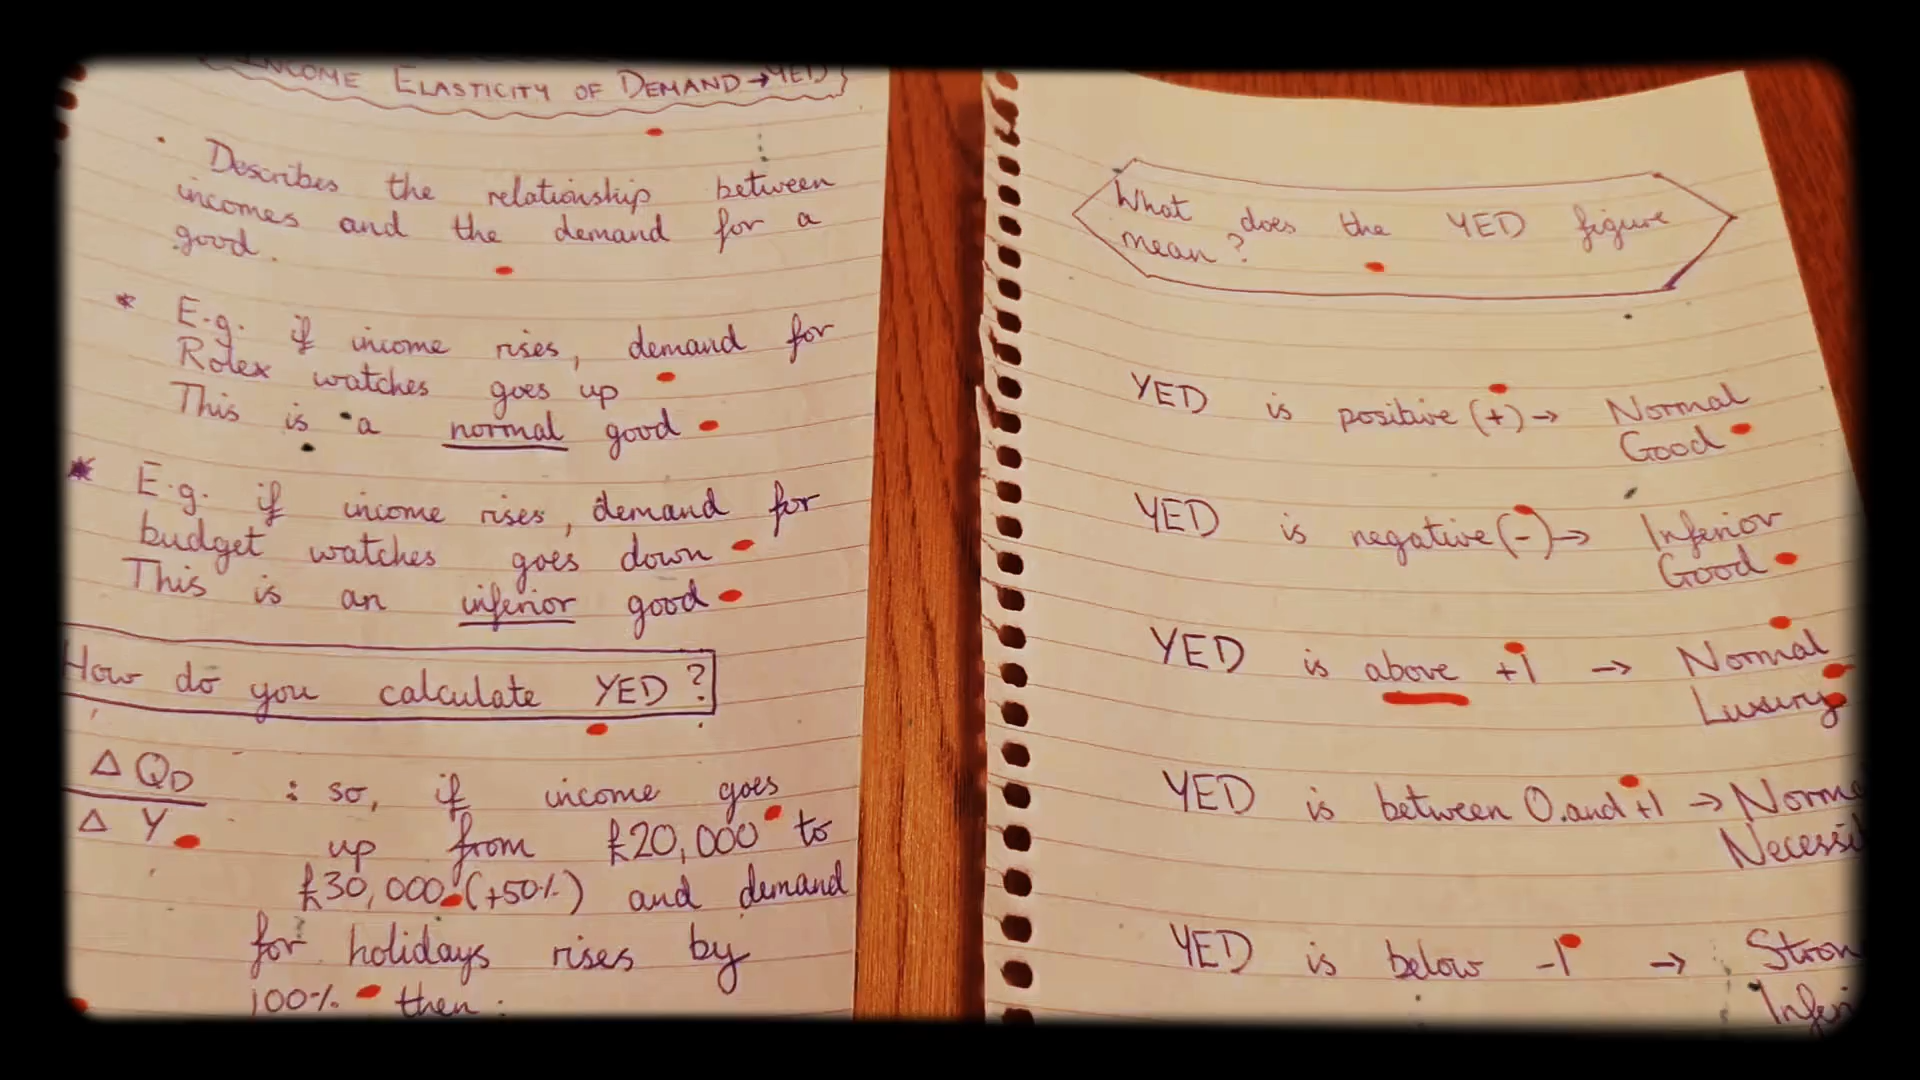 INCOME ELASTICITY OF DEMAND → YED
Describes the relationship between
incomes and the demand for a
good.
* E.g. if income rises, demand for
Rolex watches goes up
This is a normal good
* E.g. if income rises, demand for
budget watches goes down
This is an inferior good
How do you calculate YED?
Δ QD
Δ Y
: so, if income goes
up from £20,000 to
£30,000 (+50%) and demand
for holidays rises by
100% then:
What does the YED figure
mean?
YED is positive (+) → Normal
Good
YED is negative (-) → Inferior
Good
YED is above +1 → Normal
Luxury
YED is between 0 and +1 → Norma
Necessi
YED is below -1 → Stron
Inferi